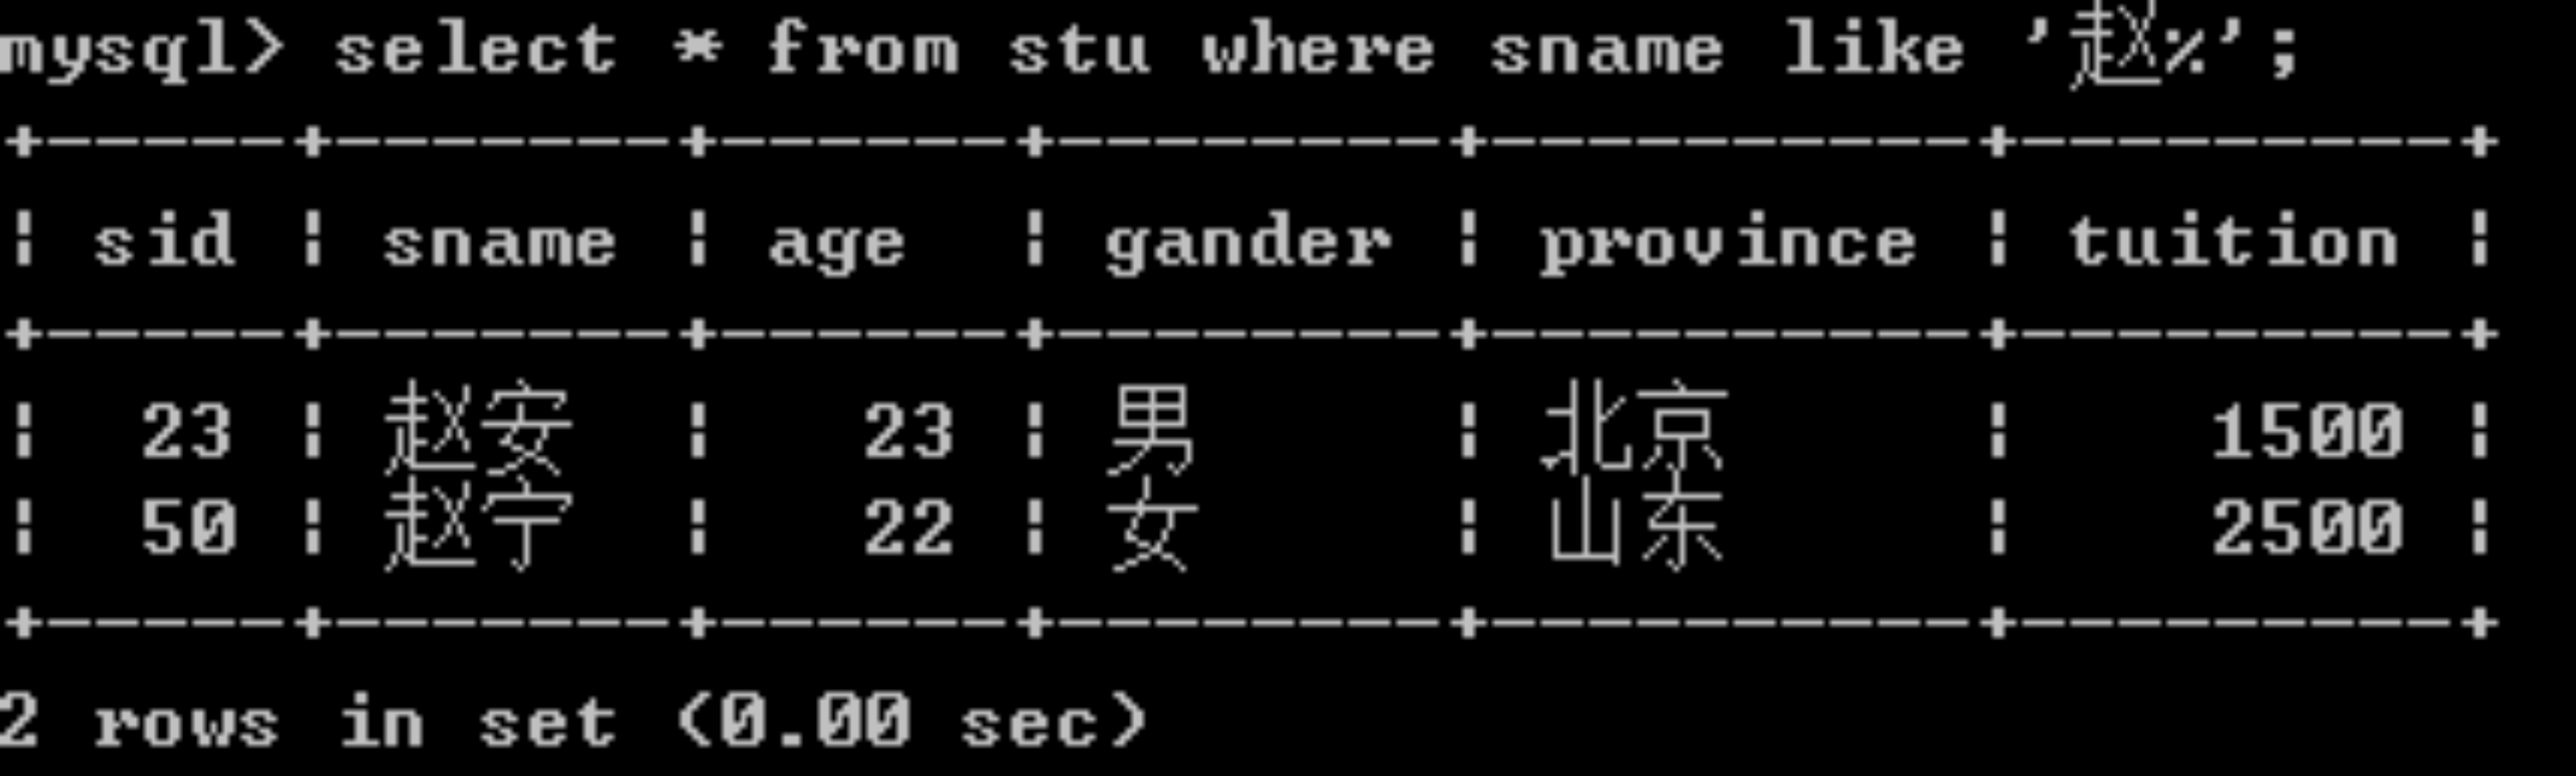 mysql> select * from stu where sname like '赵%';
+------+--------+-------+---------+-----------+----------+
| sid | sname | age | gander | province | tuition |
+------+--------+-------+---------+-----------+----------+
| 23 | 赵安 | 23 | 男 | 北京 | 1500 |
| 50 | 赵宁 | 22 | 女 | 山东 | 2500 |
+------+--------+-------+---------+-----------+----------+
2 rows in set (0.00 sec)